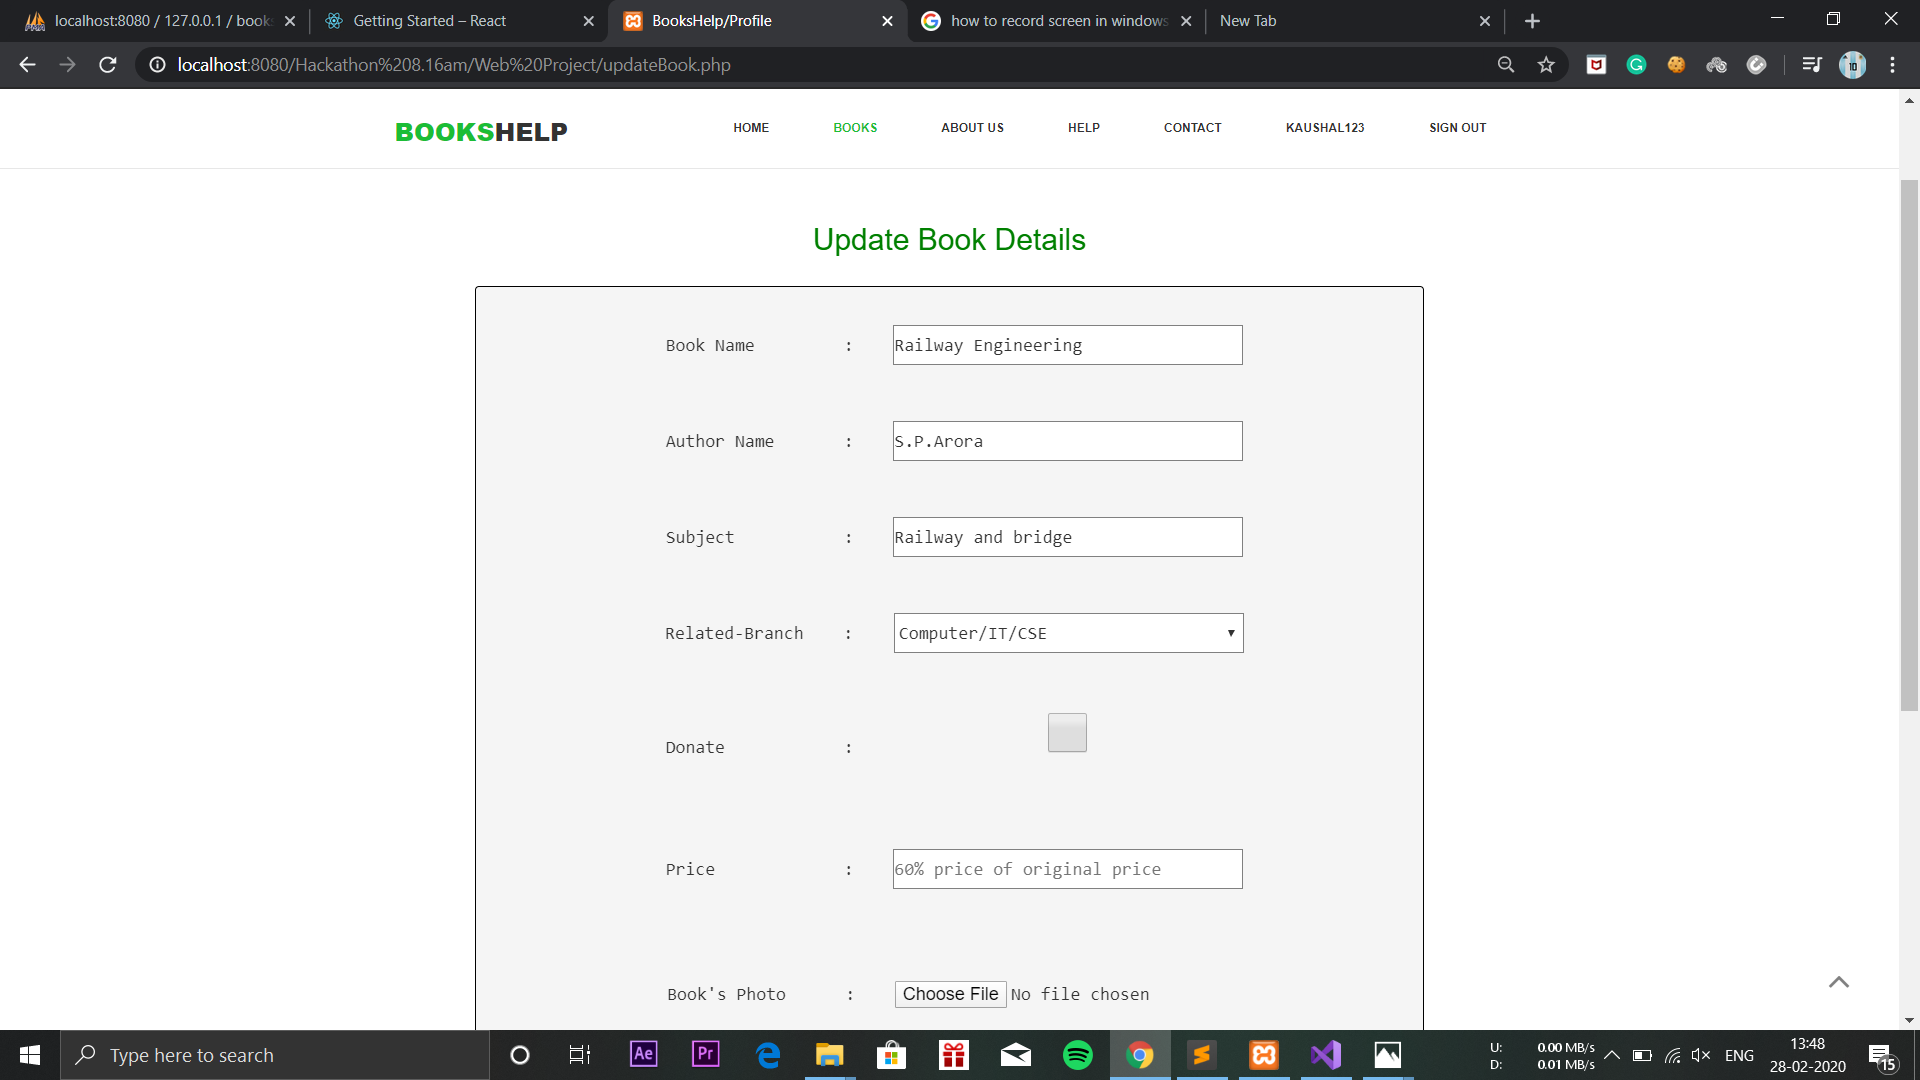 localhost:8080 / 127.0.0.1 / book
Getting Started – React
BooksHelp/Profile
how to record screen in windows
New Tab
localhost:8080/Hackathon%208.16am/Web%20Project/updateBook.php
BOOKSHELP
HOME
BOOKS
ABOUT US
HELP
CONTACT
KAUSHAL123
SIGN OUT
Update Book Details
Book Name : Railway Engineering
Author Name : S.P.Arora
Subject : Railway and bridge
Related-Branch : Computer/IT/CSE
Donate :
Price : 60% price of original price
Book's Photo : Choose File No file chosen
Type here to search
Ae
Pr
U: 0.00 MB/s
D: 0.01 MB/s
ENG
13:48
28-02-2020
15